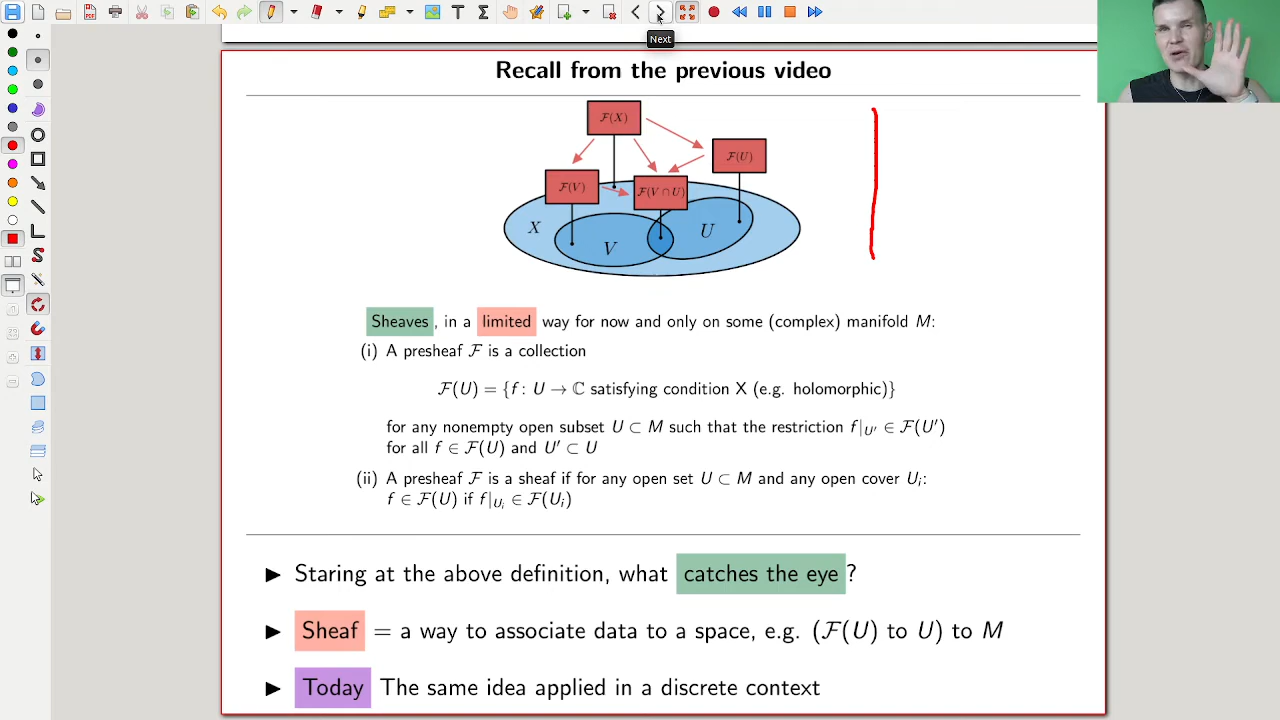 Next
Recall from the previous video
ℱ(X)
ℱ(U)
ℱ(V)
ℱ(V ∩ U)
X
V
U
Sheaves, in a limited way for now and only on some (complex) manifold M:
(i) A presheaf ℱ is a collection
ℱ(U) = {f: U → ℂ satisfying condition X (e.g. holomorphic)}
for any nonempty open subset U ⊂ M such that the restriction f|_{U′} ∈ ℱ(U′)
for all f ∈ ℱ(U) and U′ ⊂ U
(ii) A presheaf ℱ is a sheaf if for any open set U ⊂ M and any open cover U_i:
f ∈ ℱ(U) if f|_{U_i} ∈ ℱ(U_i)
► Staring at the above definition, what catches the eye?
► Sheaf = a way to associate data to a space, e.g. (ℱ(U) to U) to M
► Today The same idea applied in a discrete context